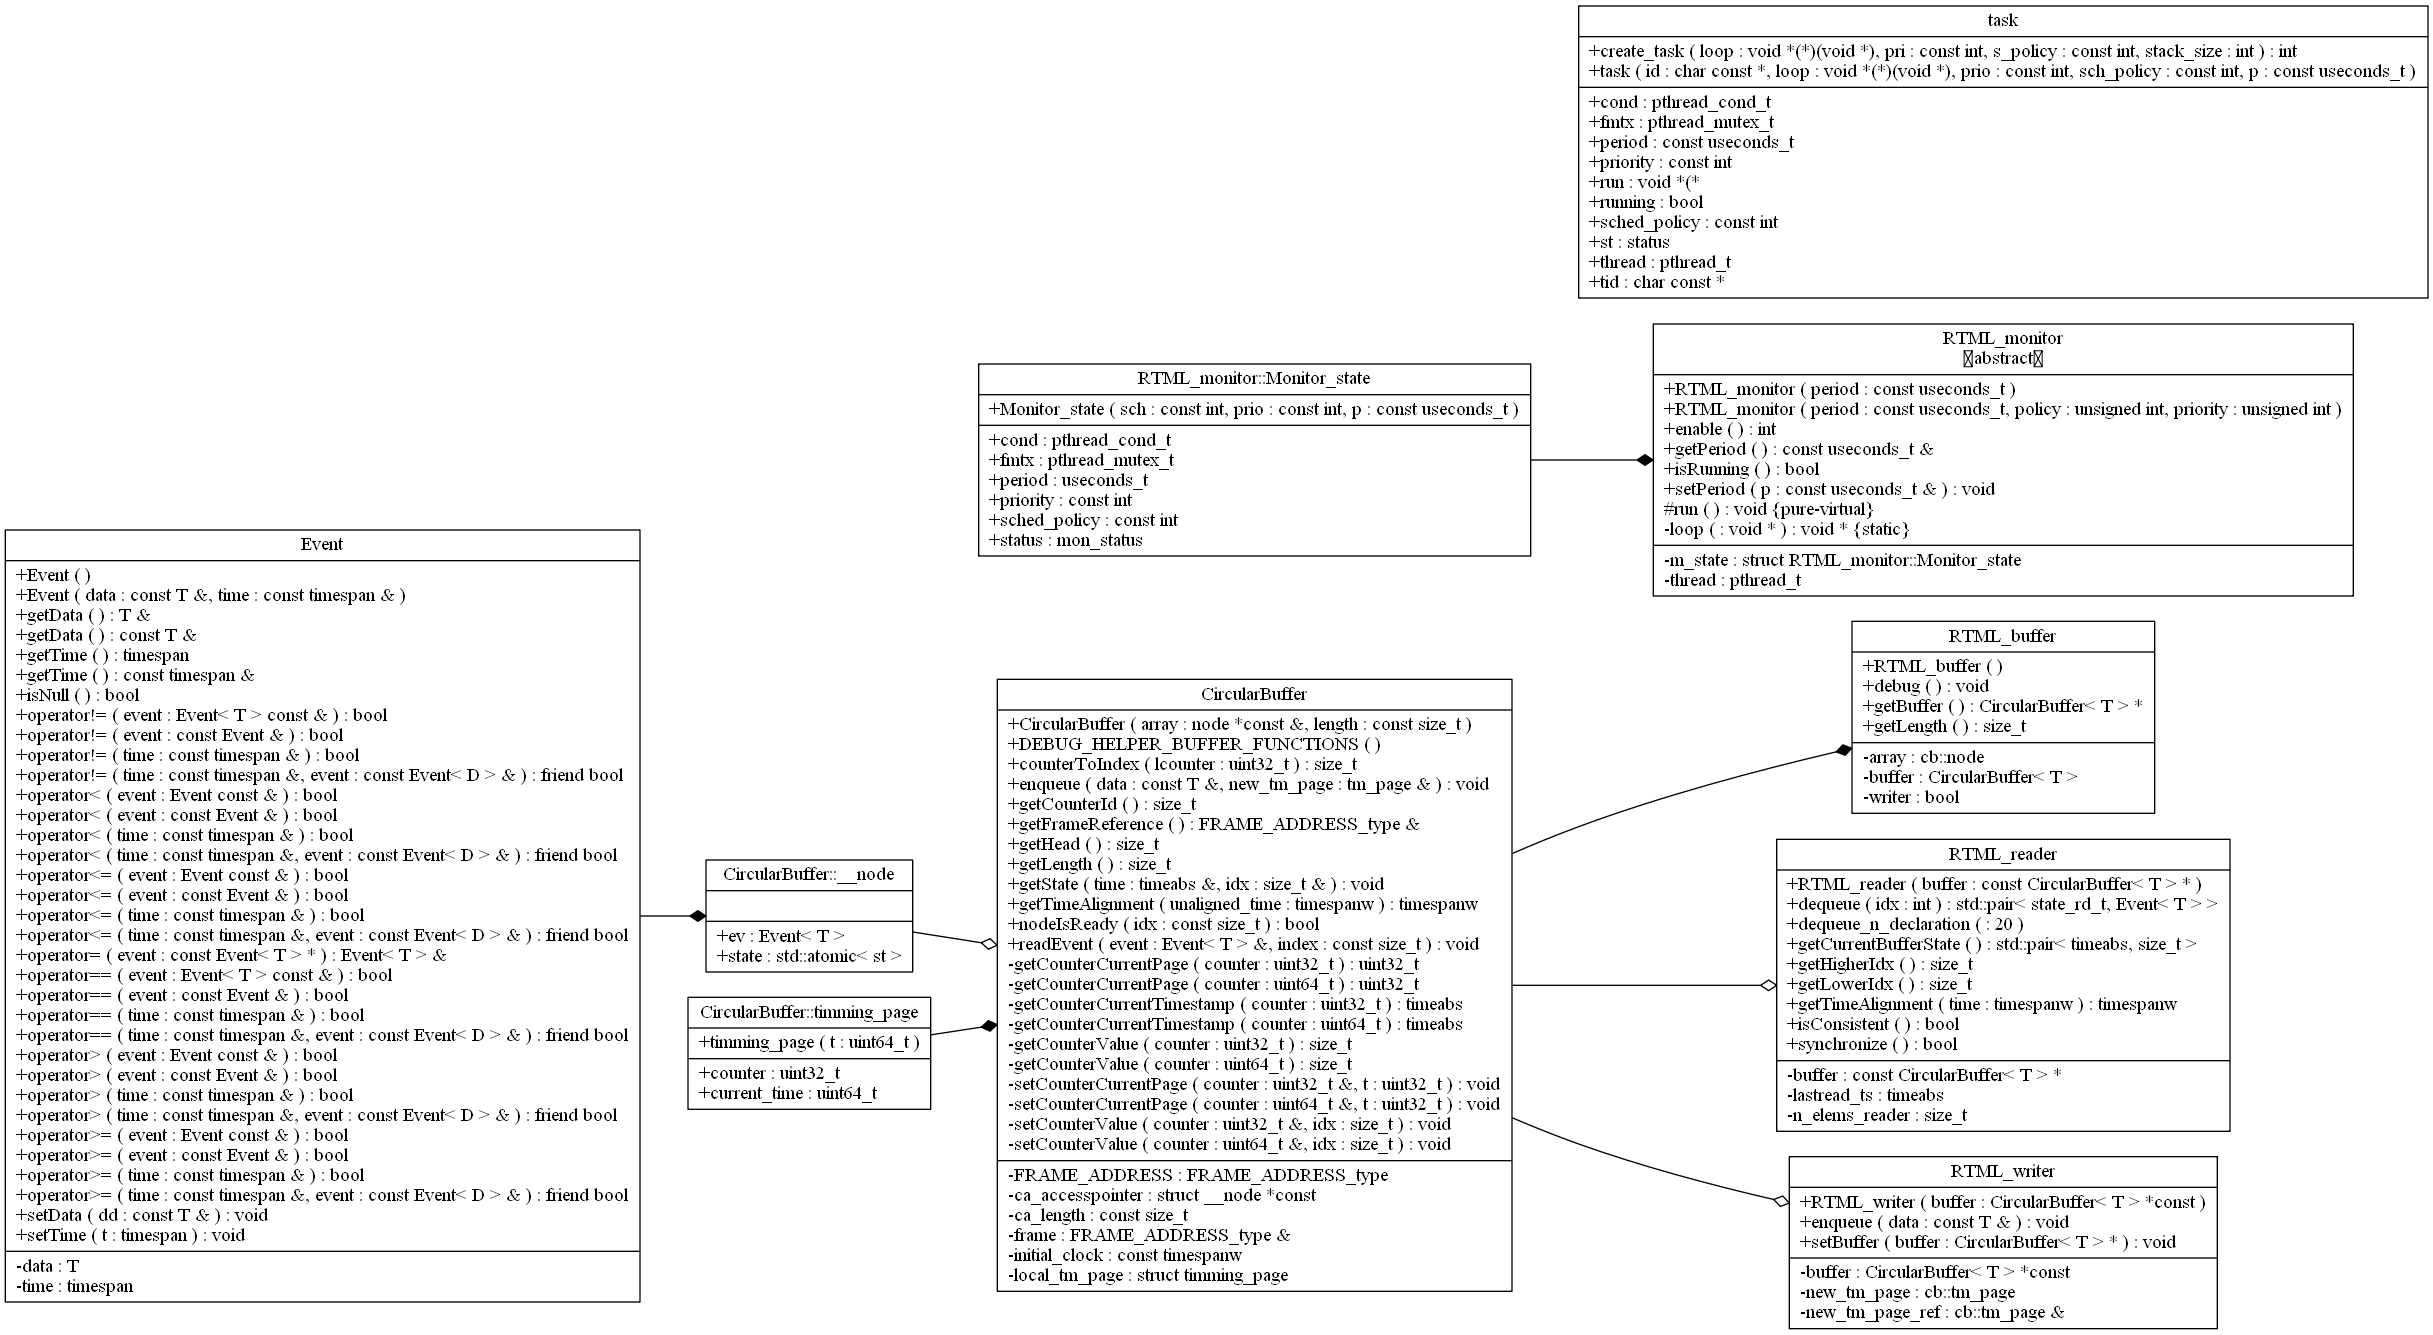 task
+create_task ( loop : void *(*)(void *), pri : const int, s_policy : const int, stack_size : int ) : int
+task ( id : char const *, loop : void *(*)(void *), prio : const int, sch_policy : const int, p : const useconds_t )
+cond : pthread_cond_t
+fmtx : pthread_mutex_t
+period : const useconds_t
+priority : const int
+run : void *(*
+running : bool
+sched_policy : const int
+st : status
+thread : pthread_t
+tid : char const *
RTML_monitor::Monitor_state
+Monitor_state ( sch : const int, prio : const int, p : const useconds_t )
+cond : pthread_cond_t
+fmtx : pthread_mutex_t
+period : useconds_t
+priority : const int
+sched_policy : const int
+status : mon_status
RTML_monitor
abstract
+RTML_monitor ( period : const useconds_t )
+RTML_monitor ( period : const useconds_t, policy : unsigned int, priority : unsigned int )
+enable ( ) : int
+getPeriod ( ) : const useconds_t &
+isRunning ( ) : bool
+setPeriod ( p : const useconds_t & ) : void
#run ( ) : void {pure-virtual}
-loop ( : void * ) : void * {static}
-m_state : struct RTML_monitor::Monitor_state
-thread : pthread_t
Event
+Event ( )
+Event ( data : const T &, time : const timespan & )
+getData ( ) : T &
+getData ( ) : const T &
+getTime ( ) : timespan
+getTime ( ) : const timespan &
+isNull ( ) : bool
+operator!= ( event : Event< T > const & ) : bool
+operator!= ( event : const Event & ) : bool
+operator!= ( time : const timespan & ) : bool
+operator!= ( time : const timespan &, event : const Event< D > & ) : friend bool
+operator< ( event : Event const & ) : bool
+operator< ( event : const Event & ) : bool
+operator< ( time : const timespan & ) : bool
+operator< ( time : const timespan &, event : const Event< D > & ) : friend bool
+operator<= ( event : Event const & ) : bool
+operator<= ( event : const Event & ) : bool
+operator<= ( time : const timespan & ) : bool
+operator<= ( time : const timespan &, event : const Event< D > & ) : friend bool
+operator= ( event : const Event< T > * ) : Event< T > &
+operator== ( event : Event< T > const & ) : bool
+operator== ( event : const Event & ) : bool
+operator== ( time : const timespan & ) : bool
+operator== ( time : const timespan &, event : const Event< D > & ) : friend bool
+operator> ( event : Event const & ) : bool
+operator> ( event : const Event & ) : bool
+operator> ( time : const timespan & ) : bool
+operator> ( time : const timespan &, event : const Event< D > & ) : friend bool
+operator>= ( event : Event const & ) : bool
+operator>= ( event : const Event & ) : bool
+operator>= ( time : const timespan & ) : bool
+operator>= ( time : const timespan &, event : const Event< D > & ) : friend bool
+setData ( dd : const T & ) : void
+setTime ( t : timespan ) : void
-data : T
-time : timespan
CircularBuffer::__node
+ev : Event< T >
+state : std::atomic< st >
CircularBuffer::timming_page
+timming_page ( t : uint64_t )
+counter : uint32_t
+current_time : uint64_t
CircularBuffer
+CircularBuffer ( array : node *const &, length : const size_t )
+DEBUG_HELPER_BUFFER_FUNCTIONS ( )
+counterToIndex ( lcounter : uint32_t ) : size_t
+enqueue ( data : const T &, new_tm_page : tm_page & ) : void
+getCounterId ( ) : size_t
+getFrameReference ( ) : FRAME_ADDRESS_type &
+getHead ( ) : size_t
+getLength ( ) : size_t
+getState ( time : timeabs &, idx : size_t & ) : void
+getTimeAlignment ( unaligned_time : timespanw ) : timespanw
+nodeIsReady ( idx : const size_t ) : bool
+readEvent ( event : Event< T > &, index : const size_t ) : void
-getCounterCurrentPage ( counter : uint32_t ) : uint32_t
-getCounterCurrentPage ( counter : uint64_t ) : uint32_t
-getCounterCurrentTimestamp ( counter : uint32_t ) : timeabs
-getCounterCurrentTimestamp ( counter : uint64_t ) : timeabs
-getCounterValue ( counter : uint32_t ) : size_t
-getCounterValue ( counter : uint64_t ) : size_t
-setCounterCurrentPage ( counter : uint32_t &, t : uint32_t ) : void
-setCounterCurrentPage ( counter : uint64_t &, t : uint32_t ) : void
-setCounterValue ( counter : uint32_t &, idx : size_t ) : void
-setCounterValue ( counter : uint64_t &, idx : size_t ) : void
-FRAME_ADDRESS : FRAME_ADDRESS_type
-ca_accesspointer : struct __node *const
-ca_length : const size_t
-frame : FRAME_ADDRESS_type &
-initial_clock : const timespanw
-local_tm_page : struct timming_page
RTML_buffer
+RTML_buffer ( )
+debug ( ) : void
+getBuffer ( ) : CircularBuffer< T > *
+getLength ( ) : size_t
-array : cb::node
-buffer : CircularBuffer< T >
-writer : bool
RTML_reader
+RTML_reader ( buffer : const CircularBuffer< T > * )
+dequeue ( idx : int ) : std::pair< state_rd_t, Event< T > >
+dequeue_n_declaration ( : 20 )
+getCurrentBufferState ( ) : std::pair< timeabs, size_t >
+getHigherIdx ( ) : size_t
+getLowerIdx ( ) : size_t
+getTimeAlignment ( time : timespanw ) : timespanw
+isConsistent ( ) : bool
+synchronize ( ) : bool
-buffer : const CircularBuffer< T > *
-lastread_ts : timeabs
-n_elems_reader : size_t
RTML_writer
+RTML_writer ( buffer : CircularBuffer< T > *const )
+enqueue ( data : const T & ) : void
+setBuffer ( buffer : CircularBuffer< T > * ) : void
-buffer : CircularBuffer< T > *const
-new_tm_page : cb::tm_page
-new_tm_page_ref : cb::tm_page &